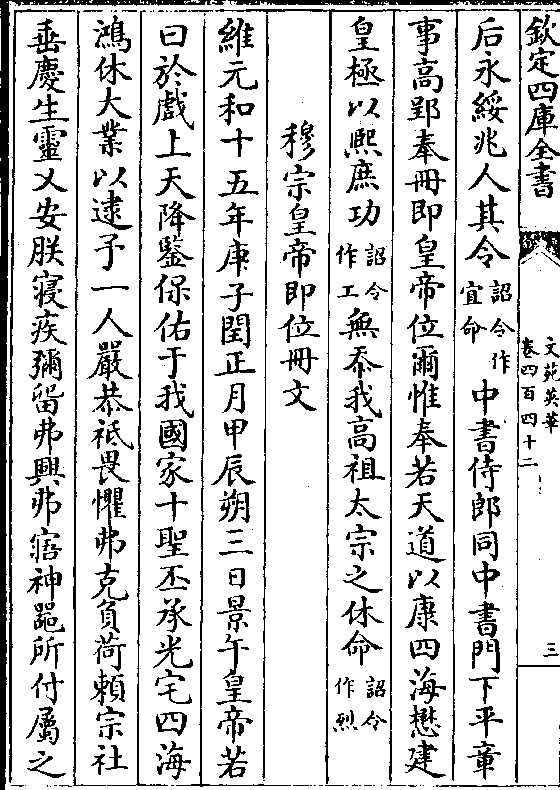 欽定四庫全書
文苑英華
卷四百四十二
三
后永綏兆人其令詔令作宜命中書侍郎同中書門下平章
事高郢奉冊即皇帝位爾惟奉若天道以康四海懋建
皇極以熙庶功詔令作工無忝我高祖太宗之休命詔令作烈
穆宗皇帝即位冊文
維元和十五年庚子閏正月甲辰朔三日景午皇帝若
曰於戲上天降鑒保佑于我國家十聖丕承光宅四海
鴻休大業以逮予一人嚴恭祗畏懼弗克負荷賴宗社
垂慶生靈乂安朕寢疾彌留弗興弗寤神器所付屬之